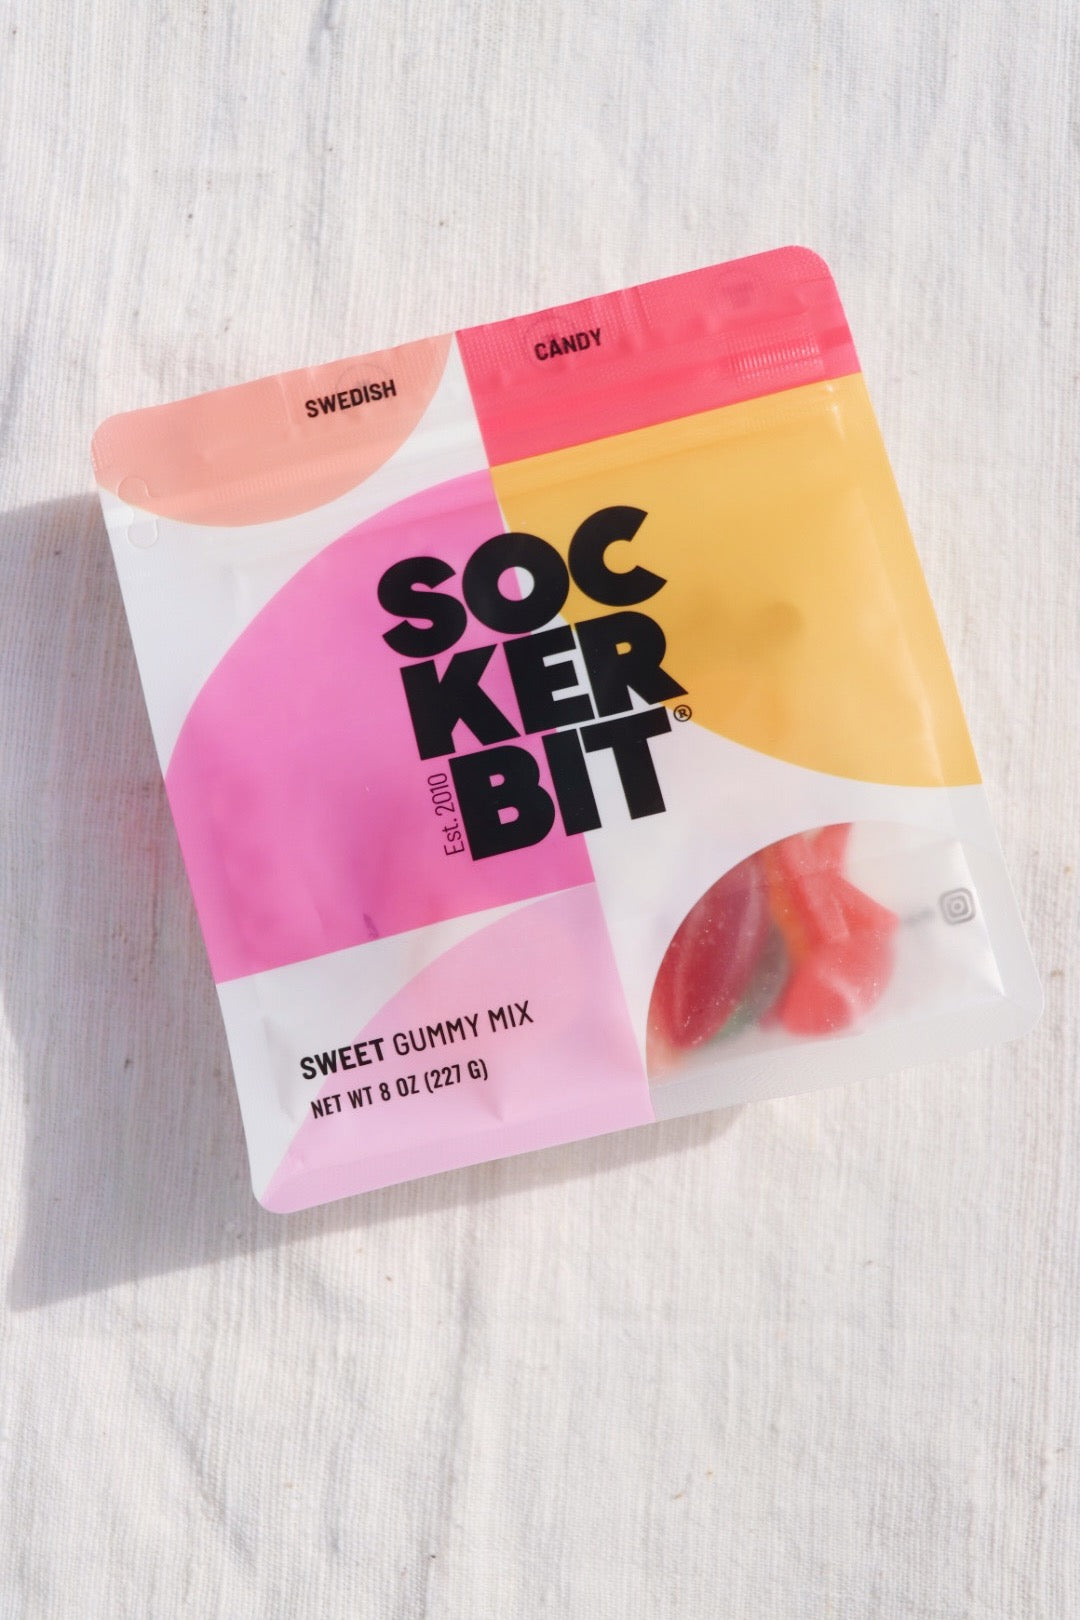 SWEDISH
CANDY
SOC
KER
BIT®
Est. 2010
SWEET GUMMY MIX
NET WT 8 OZ (227 G)